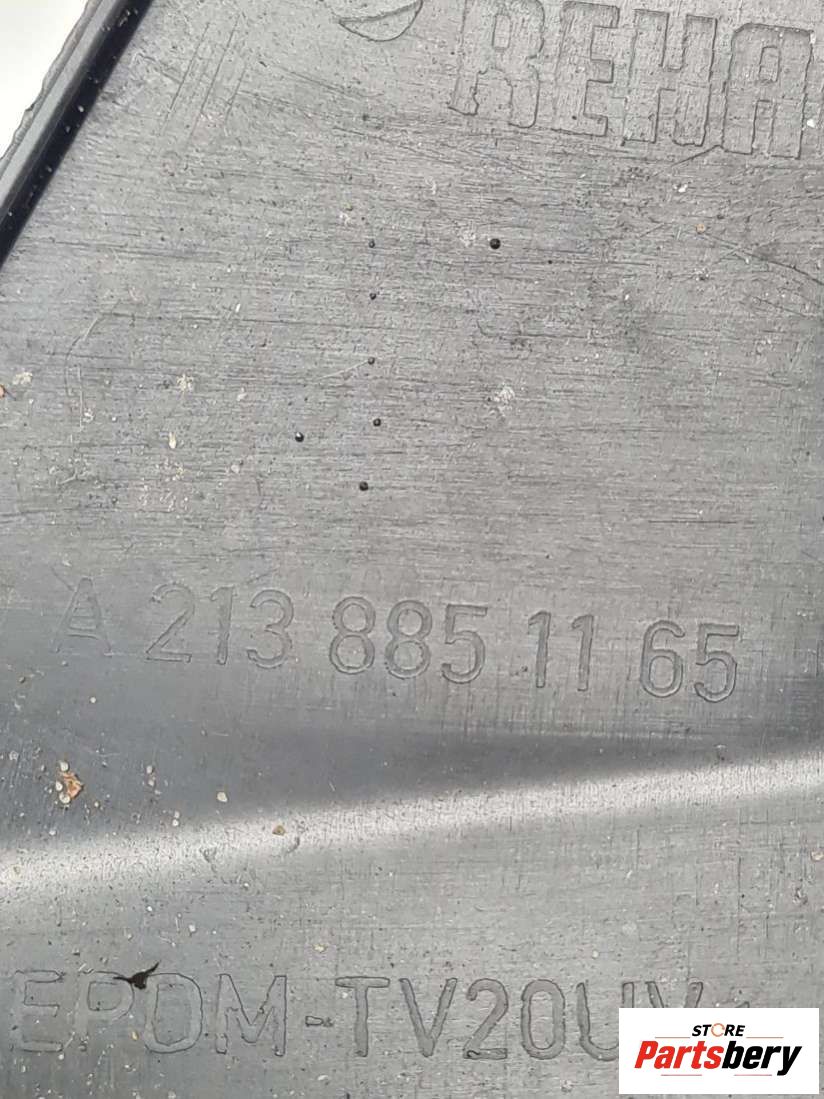 REHA
A 213 885 11 65
EPDM-TV20UV
STORE
Partsbery